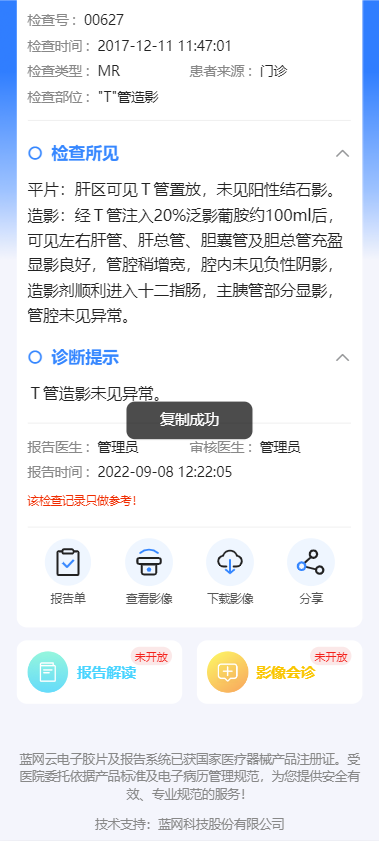 检查号：00627
检查时间：2017-12-11 11:47:01
检查类型：MR 患者来源：门诊
检查部位："T"管造影
检查所见
平片：肝区可见Ｔ管置放，未见阳性结石影。
造影：经Ｔ管注入20%泛影葡胺约100ml后，
可见左右肝管、肝总管、胆囊管及胆总管充盈
显影良好，管腔稍增宽，腔内未见负性阴影，
造影剂顺利进入十二指肠，主胰管部分显影，
管腔未见异常。
诊断提示
Ｔ管造影未见异常。
复制成功
报告医生：管理员 审核医生：管理员
报告时间：2022-09-08 12:22:05
该检查记录只做参考！
报告单 查看影像 下载影像 分享
未开放 未开放
报告解读 影像会诊
蓝网云电子胶片及报告系统已获国家医疗器械产品注册证。受
医院委托依据产品标准及电子病历管理规范，为您提供安全有
效、专业规范的服务！
技术支持：蓝网科技股份有限公司